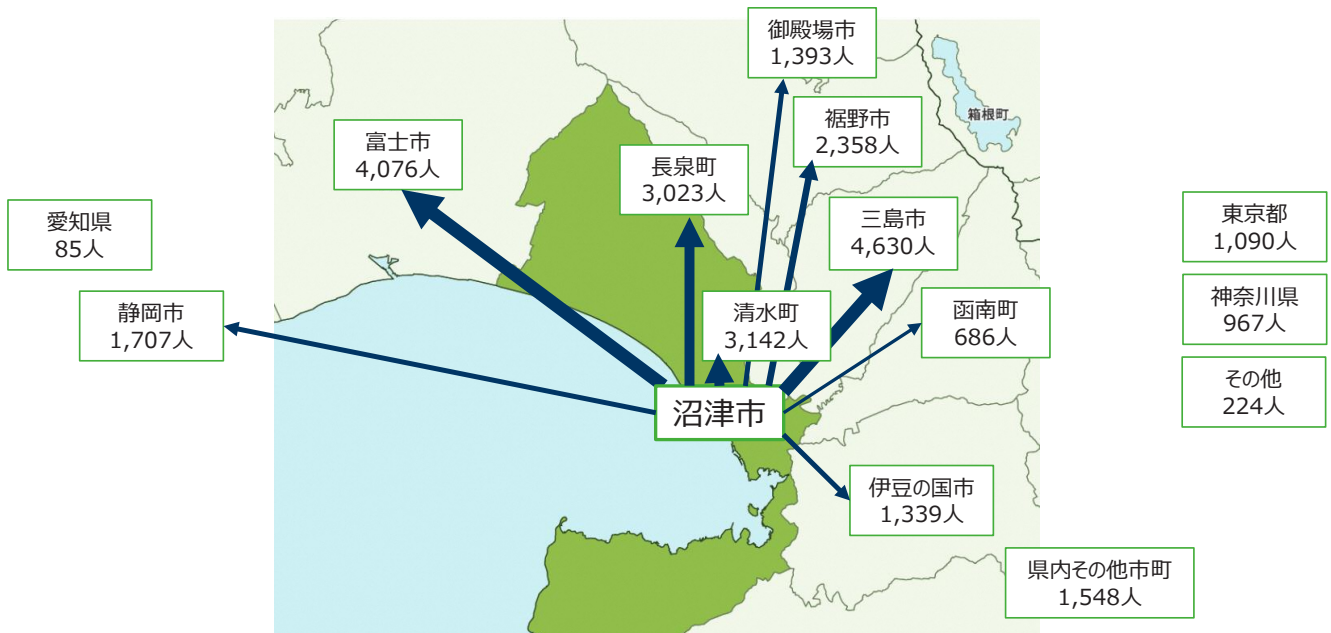 御殿場市
1,393人
箱根町
裾野市
2,358人
富士市
4,076人
長泉町
3,023人
愛知県
85人
三島市
4,630人
東京都
1,090人
静岡市
1,707人
清水町
3,142人
函南町
686人
神奈川県
967人
その他
224人
沼津市
伊豆の国市
1,339人
県内その他市町
1,548人